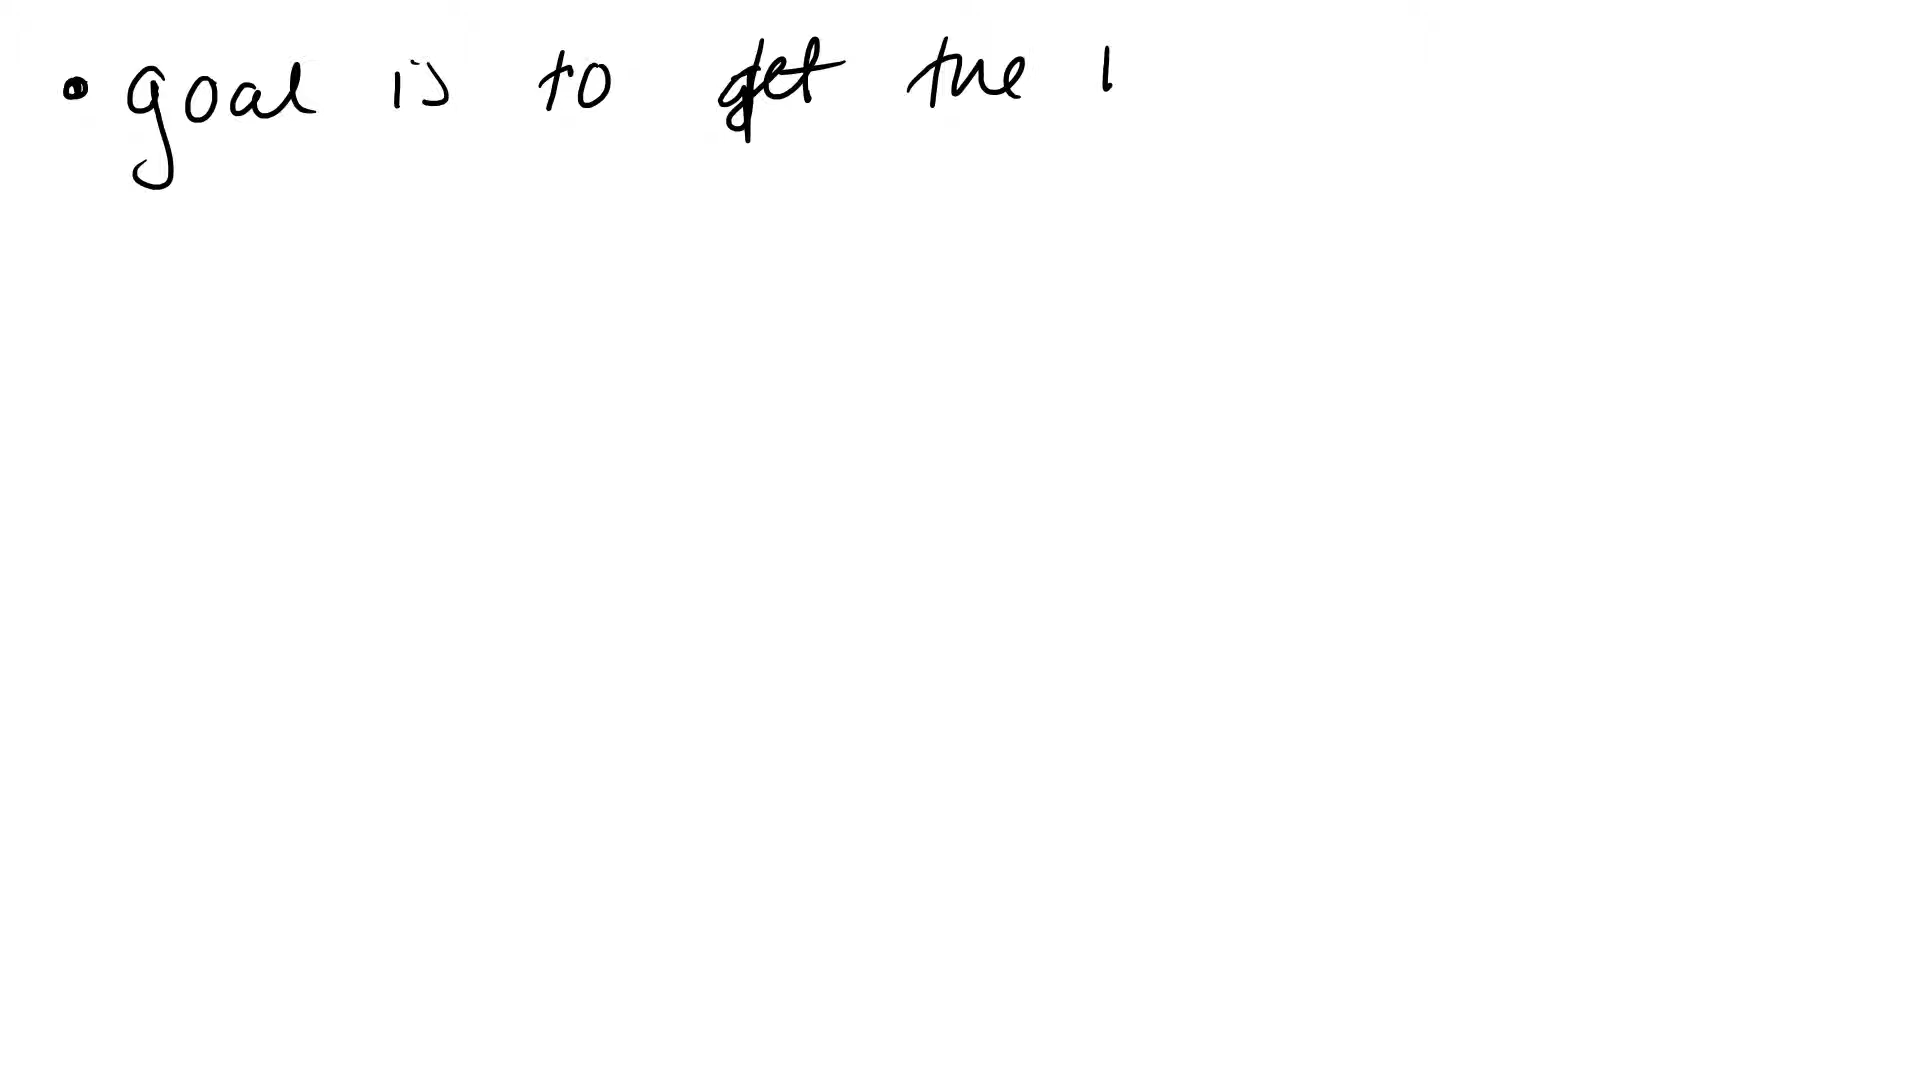 • goal is to get the